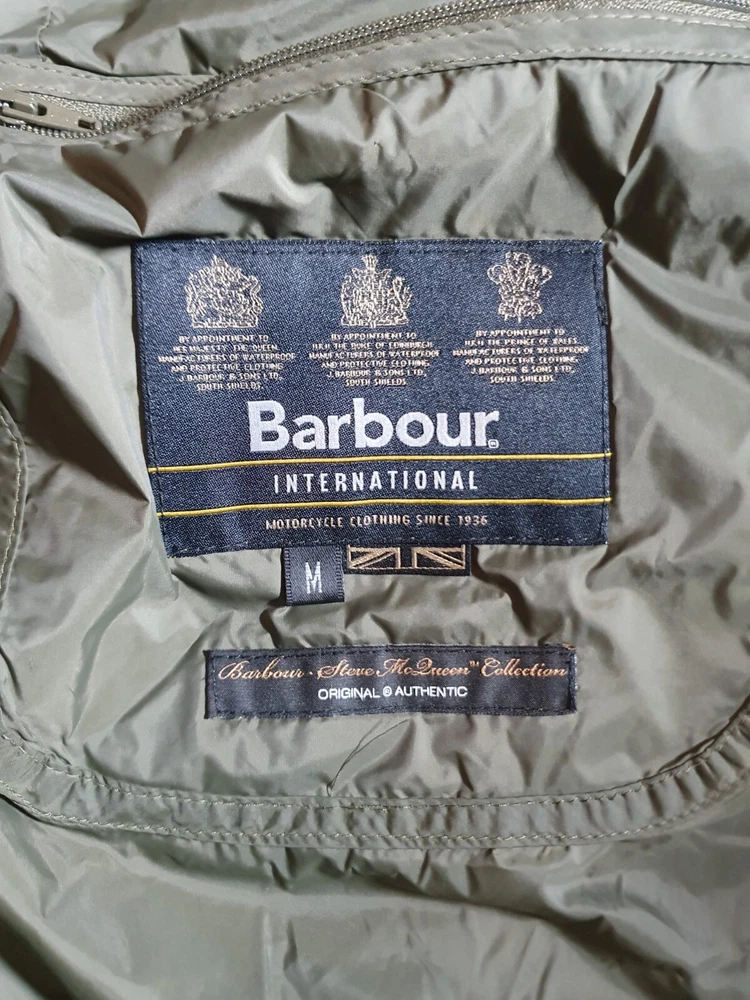 BY APPOINTMENT TO
HER MAJESTY THE QUEEN
MANUFACTURERS OF WATERPROOF
AND PROTECTIVE CLOTHING
J. BARBOUR & SONS LTD,
SOUTH SHIELDS
BY APPOINTMENT TO
H.R.H THE DUKE OF EDINBURGH
MANUFACTURERS OF WATERPROOF
AND PROTECTIVE CLOTHING
J. BARBOUR & SONS LTD,
SOUTH SHIELDS
BY APPOINTMENT TO
H.R.H THE PRINCE OF WALES
MANUFACTURERS OF WATERPROOF
AND PROTECTIVE CLOTHING
J. BARBOUR & SONS LTD,
SOUTH SHIELDS
Barbour®
INTERNATIONAL
MOTORCYCLE CLOTHING SINCE 1936
M
Barbour · Steve McQueen™ Collection
ORIGINAL & AUTHENTIC